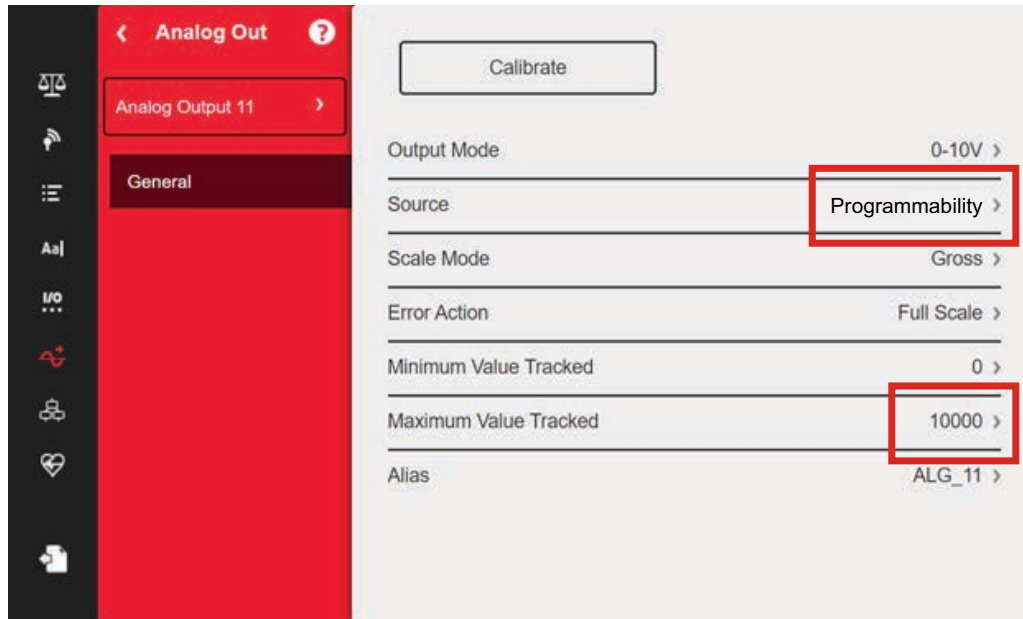 Analog Out ?
Analog Output 11
General
Aa
I/O
Calibrate
Output Mode 0-10V
Source Programmability
Scale Mode Gross
Error Action Full Scale
Minimum Value Tracked 0
Maximum Value Tracked 10000
Alias ALG_11